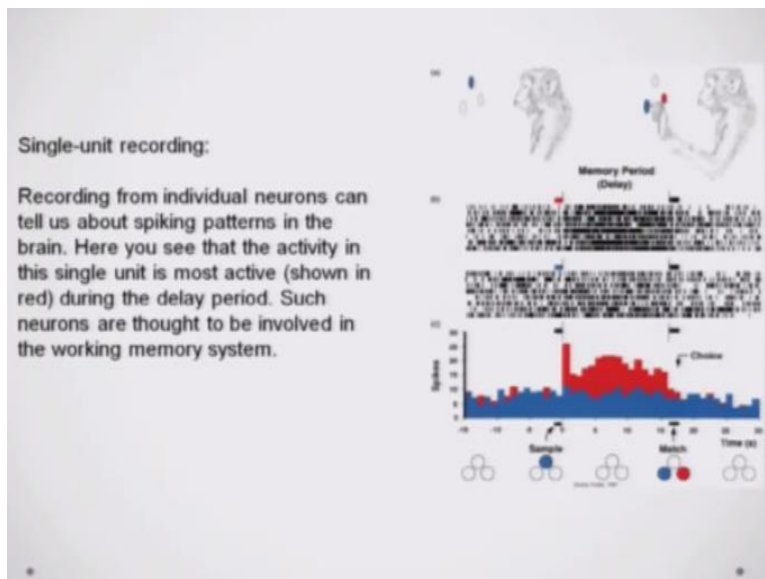 Single-unit recording:
Recording from individual neurons can
tell us about spiking patterns in the
brain. Here you see that the activity in
this single unit is most active (shown in
red) during the delay period. Such
neurons are thought to be involved in
the working memory system.
Memory Period
(Delay)
Spikes
Choice
Time (s)
Sample
Match